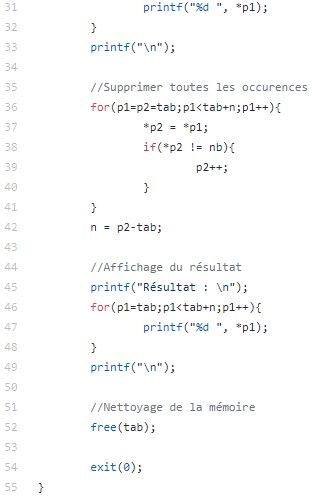 31 printf("%d ", *p1);
32 }
33 printf("\n");
34
35 //Supprimer toutes les occurences
36 for(p1=p2=tab;p1<tab+n;p1++){
37 *p2 = *p1;
38 if(*p2 != nb){
39 p2++;
40 }
41 }
42 n = p2-tab;
43
44 //Affichage du résultat
45 printf("Résultat : \n");
46 for(p1=tab;p1<tab+n;p1++){
47 printf("%d ", *p1);
48 }
49 printf("\n");
50
51 //Nettoyage de la mémoire
52 free(tab);
53
54 exit(0);
55 }